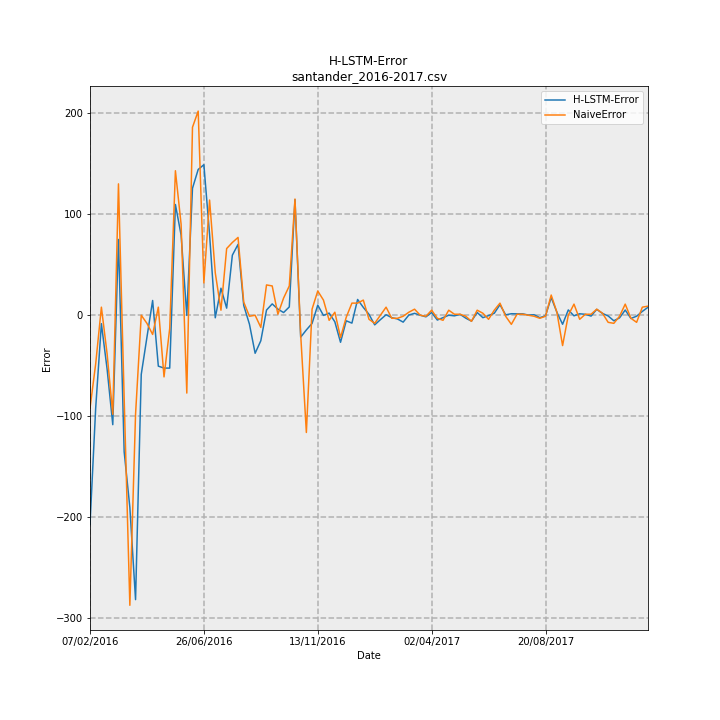 H-LSTM-Error
santander_2016-2017.csv
H-LSTM-Error
NaiveError
200
100
0
−100
−200
−300
Error
07/02/2016 26/06/2016 13/11/2016 02/04/2017 20/08/2017
Date